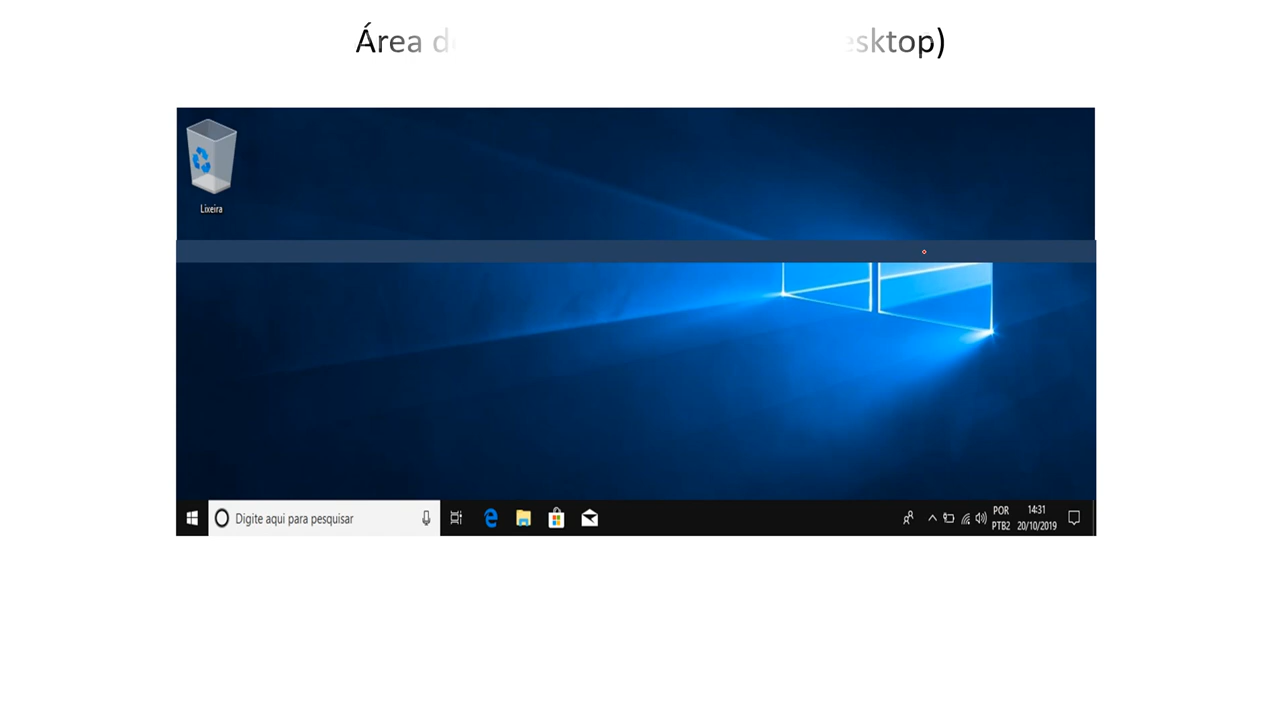 Área d
esktop)
Lixeira
Digite aqui para pesquisar
POR
PTB2
14:31
20/10/2019